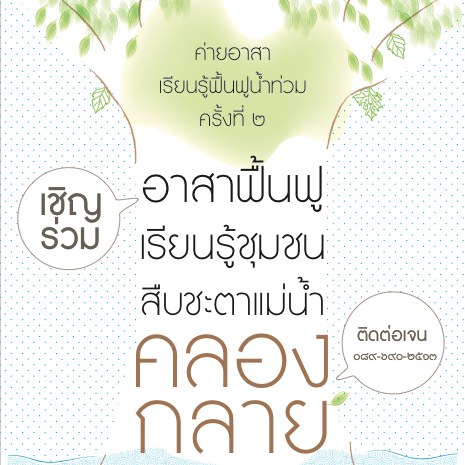 ค่ายอาสา
เรียนรู้ฟื้นฟูน้ำท่วม
ครั้งที่ ๒
เชิญ
ร่วม
อาสาฟื้นฟู
เรียนรู้ชุมชน
สืบชะตาแม่น้ำ
คลอง
กลาย
ติดต่อเจน
๐๘๙-๖๙๐-๒๕๑๓